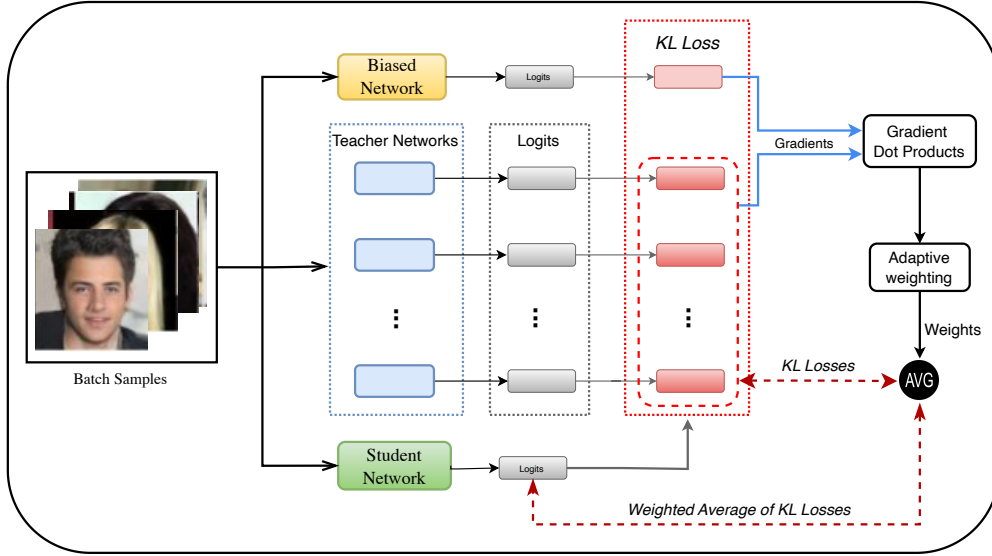 KL Loss
Biased
Network
Logits
Teacher Networks
Logits
Gradients
Gradient
Dot Products
Adaptive
weighting
Weights
KL Losses
AVG
Batch Samples
Student
Network
Logits
Weighted Average of KL Losses